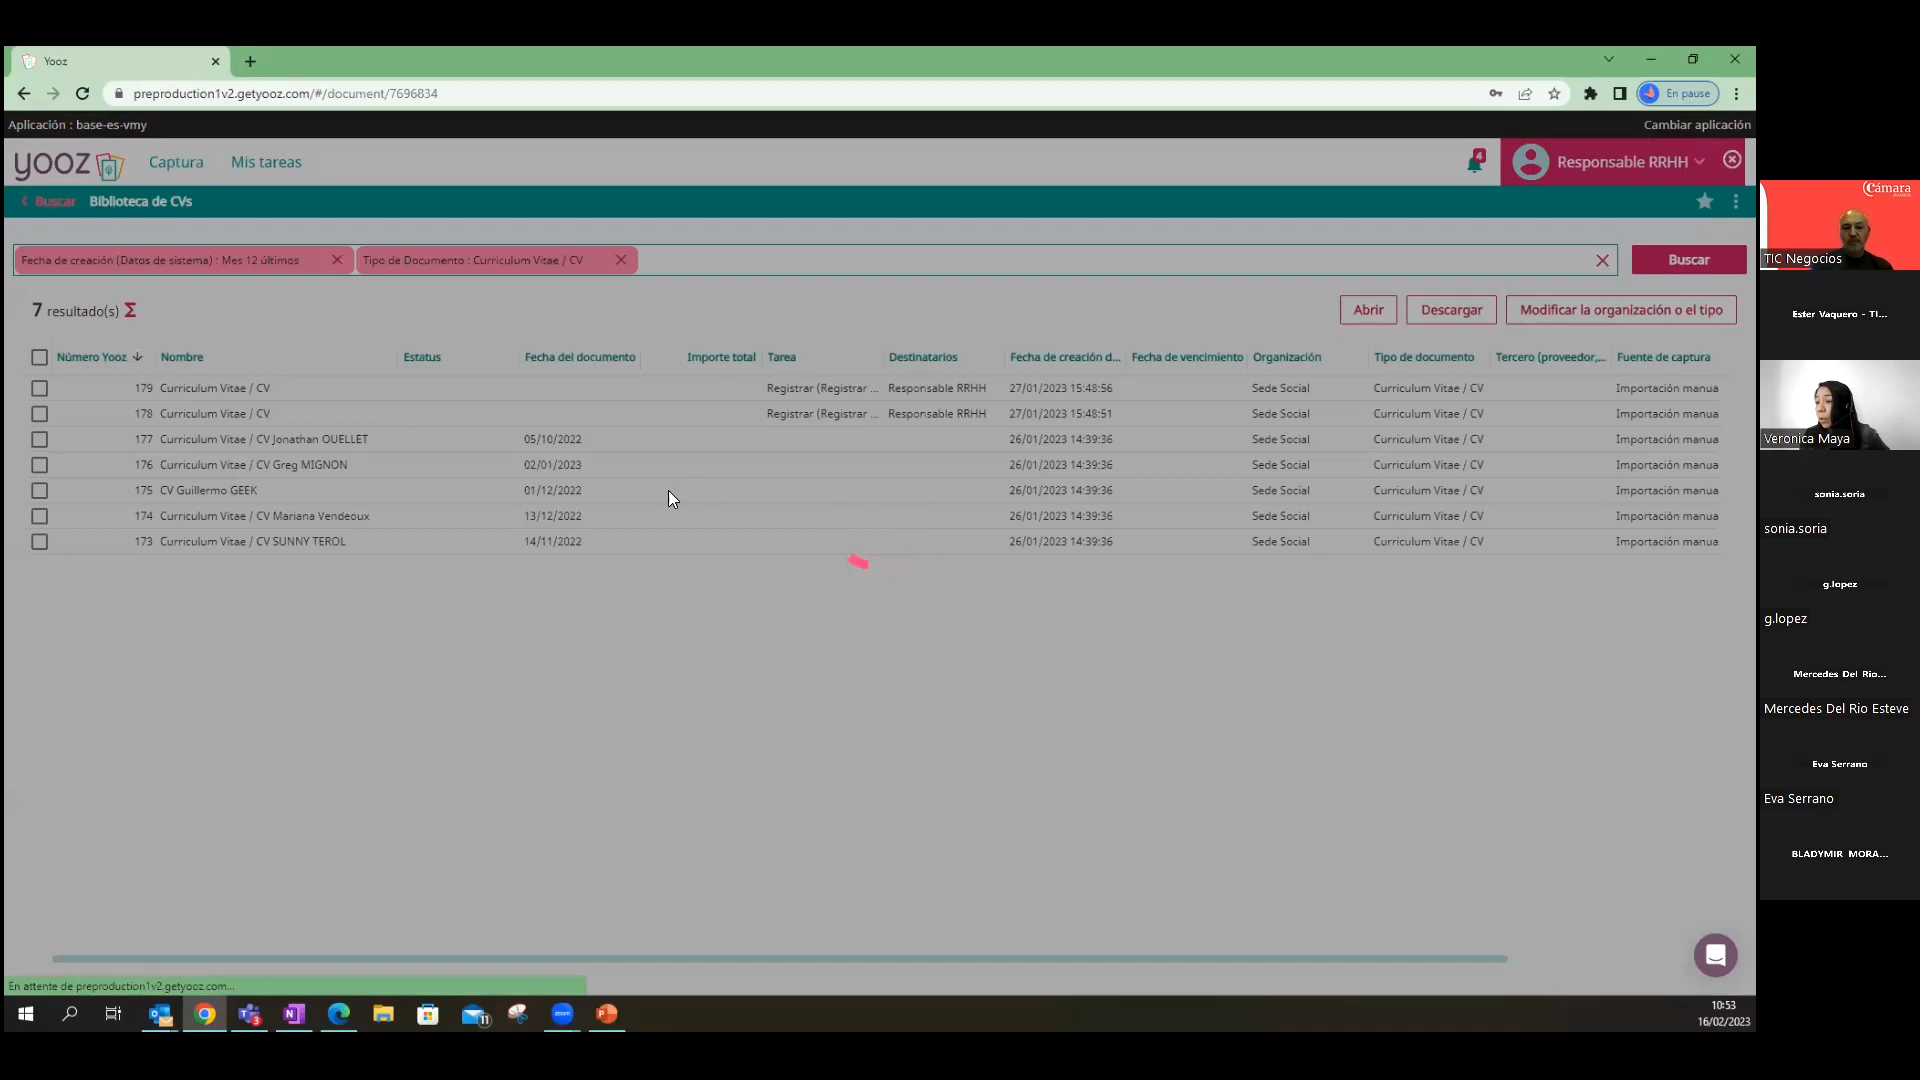 Yooz
preproduction1v2.getyooz.com/#/document/7696834
En pause
Aplicación : base-es-vmy
Cambiar aplicación
yooz
Captura
Mis tareas
4
Responsable RRHH
Buscar
Biblioteca de CVs
Fecha de creación (Datos de sistema) : Mes 12 últimos
Tipo de Documento : Curriculum Vitae / CV
Buscar
7 resultado(s) Σ
Abrir
Descargar
Modificar la organización o el tipo
Número Yooz Nombre Estatus Fecha del documento Importe total Tarea Destinatarios Fecha de creación d... Fecha de vencimiento Organización Tipo de documento Tercero (proveedor,... Fuente de captura
179 Curriculum Vitae / CV Registrar (Registrar ... Responsable RRHH 27/01/2023 15:48:56 Sede Social Curriculum Vitae / CV Importación manua
178 Curriculum Vitae / CV Registrar (Registrar ... Responsable RRHH 27/01/2023 15:48:51 Sede Social Curriculum Vitae / CV Importación manua
177 Curriculum Vitae / CV Jonathan OUELLET 05/10/2022 26/01/2023 14:39:36 Sede Social Curriculum Vitae / CV Importación manua
176 Curriculum Vitae / CV Greg MIGNON 02/01/2023 26/01/2023 14:39:36 Sede Social Curriculum Vitae / CV Importación manua
175 CV Guillermo GEEK 01/12/2022 26/01/2023 14:39:36 Sede Social Curriculum Vitae / CV Importación manua
174 Curriculum Vitae / CV Mariana Vendeoux 13/12/2022 26/01/2023 14:39:36 Sede Social Curriculum Vitae / CV Importación manua
173 Curriculum Vitae / CV SUNNY TEROL 14/11/2022 26/01/2023 14:39:36 Sede Social Curriculum Vitae / CV Importación manua
En attente de preproduction1v2.getyooz.com...
3
N
11
zoom
P
10:53
16/02/2023
Cámara
TIC Negocios
Ester Vaquero - TI...
Veronica Maya
sonia.soria
sonia.soria
g.lopez
g.lopez
Mercedes Del Rio...
Mercedes Del Rio Esteve
Eva Serrano
Eva Serrano
BLADYMIR MORA...